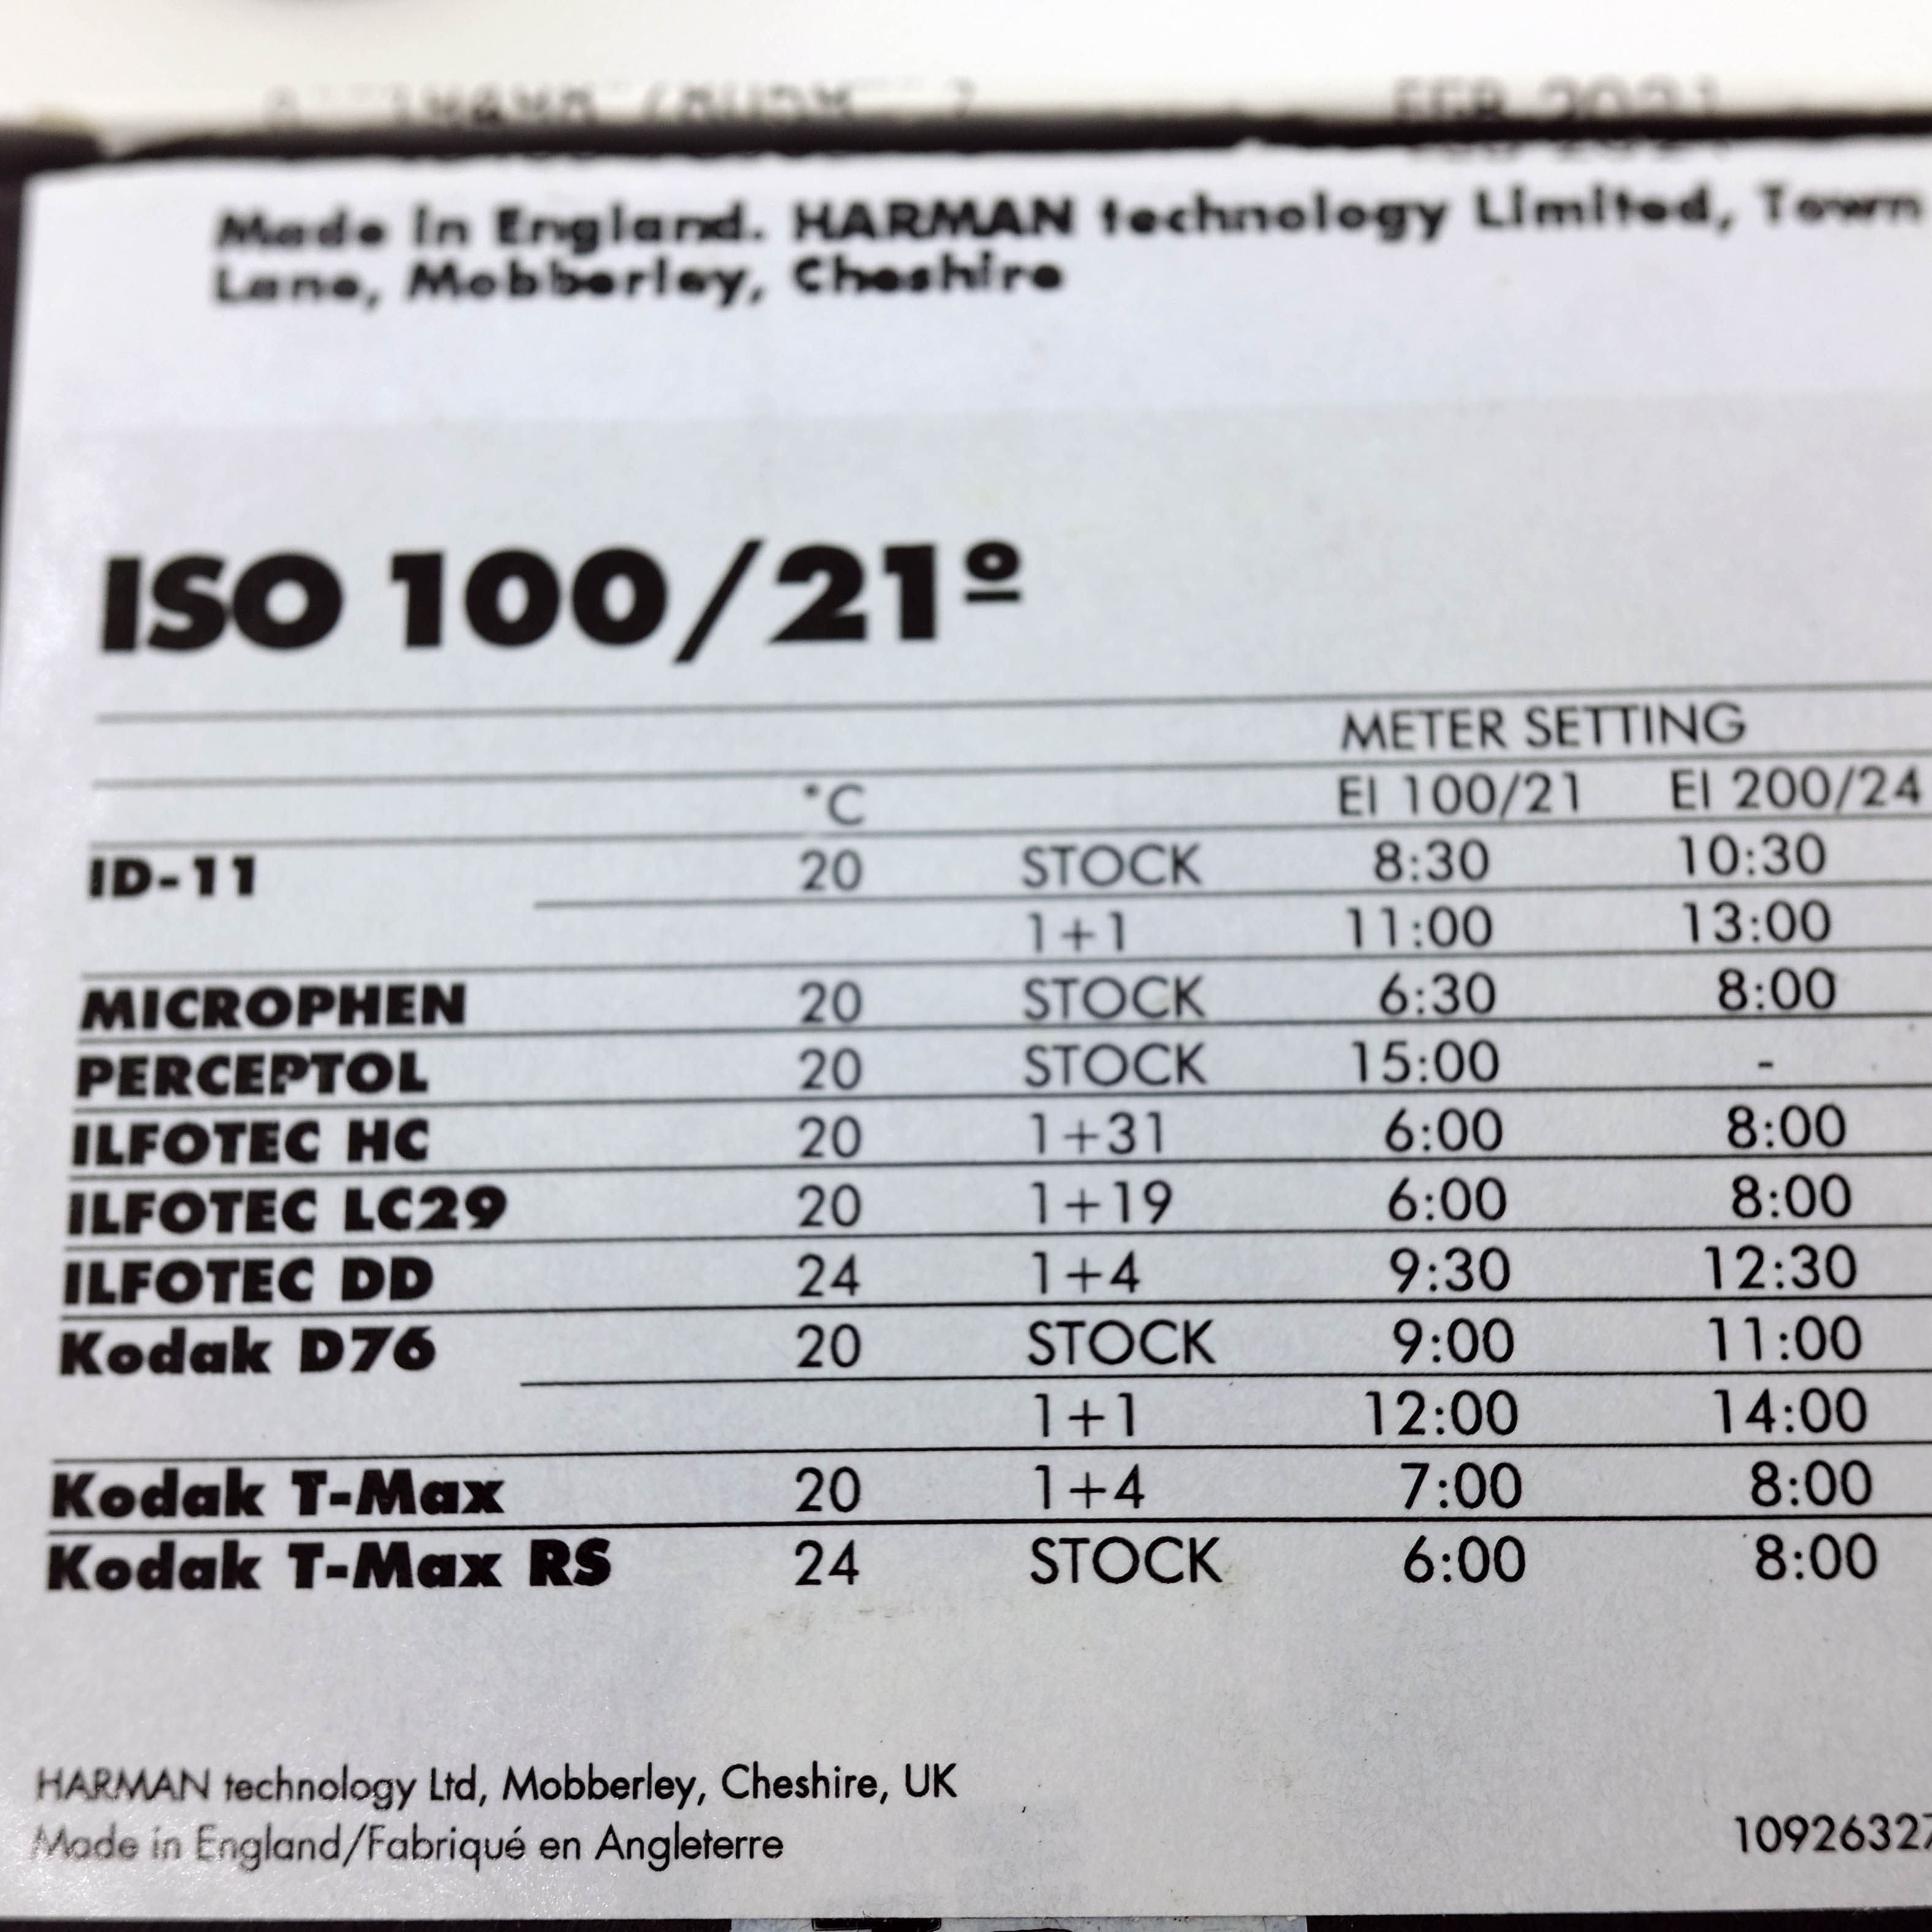 FEB 2021
Made in England. HARMAN technology Limited, Town
Lane, Mobberley, Cheshire
ISO 100/21º
METER SETTING
°C EI 100/21 EI 200/24
ID-11 20 STOCK 8:30 10:30
1+1 11:00 13:00
MICROPHEN 20 STOCK 6:30 8:00
PERCEPTOL 20 STOCK 15:00 -
ILFOTEC HC 20 1+31 6:00 8:00
ILFOTEC LC29 20 1+19 6:00 8:00
ILFOTEC DD 24 1+4 9:30 12:30
Kodak D76 20 STOCK 9:00 11:00
1+1 12:00 14:00
Kodak T-Max 20 1+4 7:00 8:00
Kodak T-Max RS 24 STOCK 6:00 8:00
HARMAN technology Ltd, Mobberley, Cheshire, UK
Made in England/Fabriqué en Angleterre
10926327